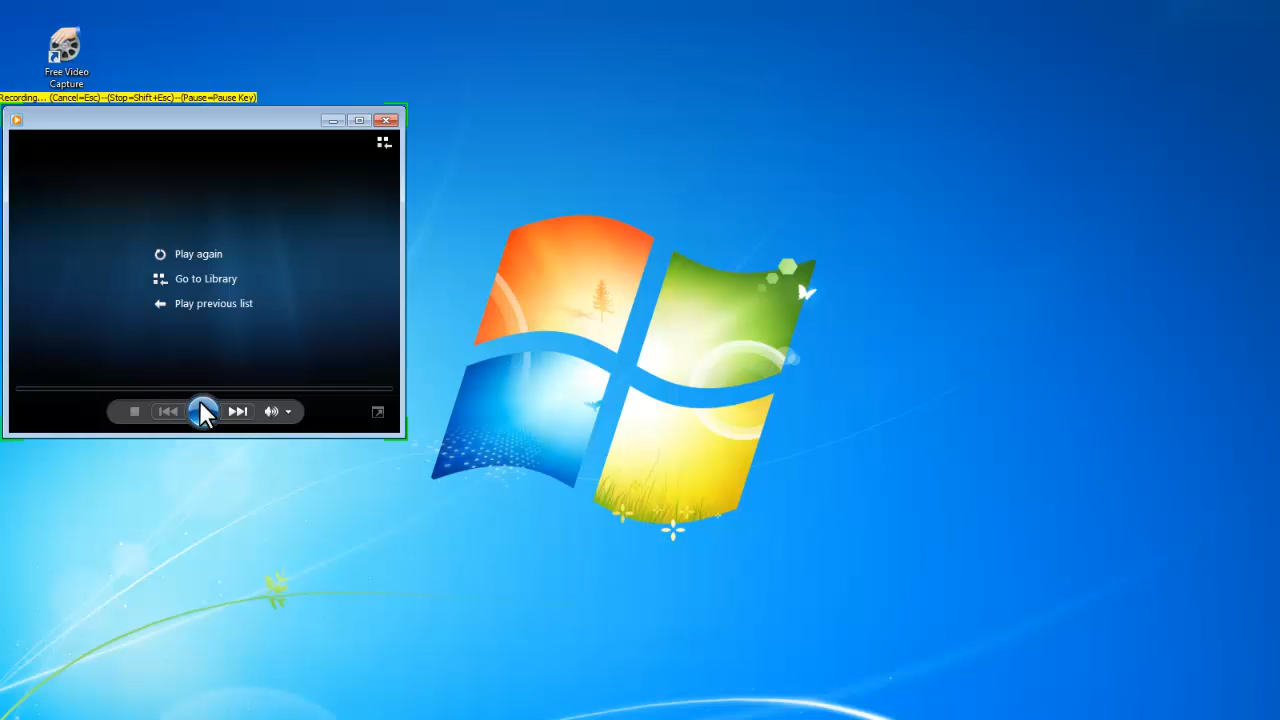 Free Video
Capture
Recording... (Cancel=Esc)--(Stop=Shift+Esc)--(Pause=Pause Key)
Play again
Go to Library
Play previous list